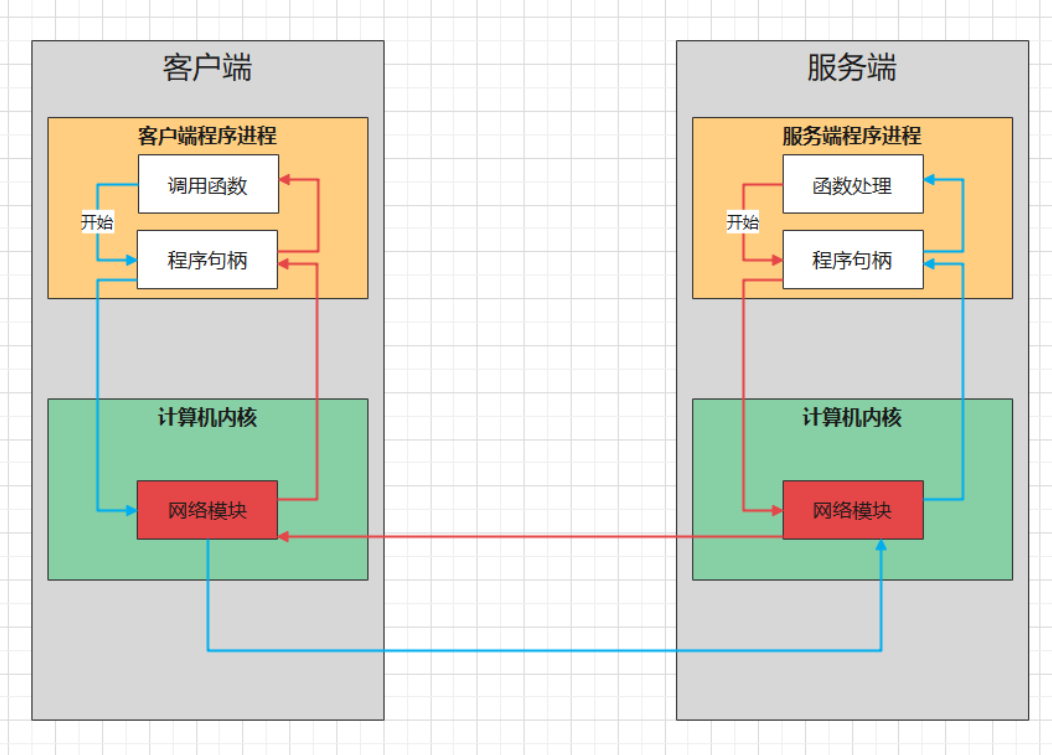 客户端
客户端程序进程
调用函数
开始
程序句柄
计算机内核
网络模块
服务端
服务端程序进程
函数处理
开始
程序句柄
计算机内核
网络模块